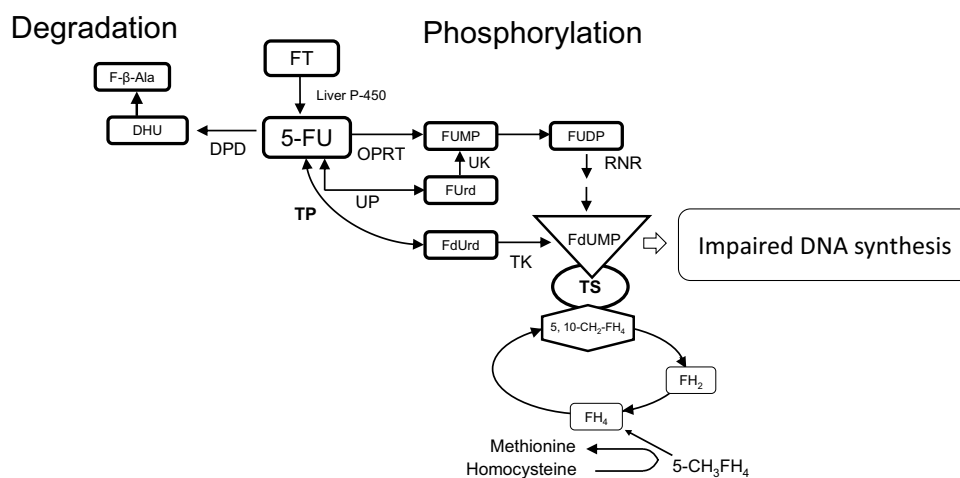 Degradation
Phosphorylation
FT
F-β-Ala
Liver P-450
DHU
DPD
5-FU
OPRT
FUMP
FUDP
UK
RNR
UP
FUrd
TP
FdUrd
TK
FdUMP
Impaired DNA synthesis
TS
5, 10-CH₂-FH₄
FH₂
FH₄
Methionine
Homocysteine
5-CH₃FH₄